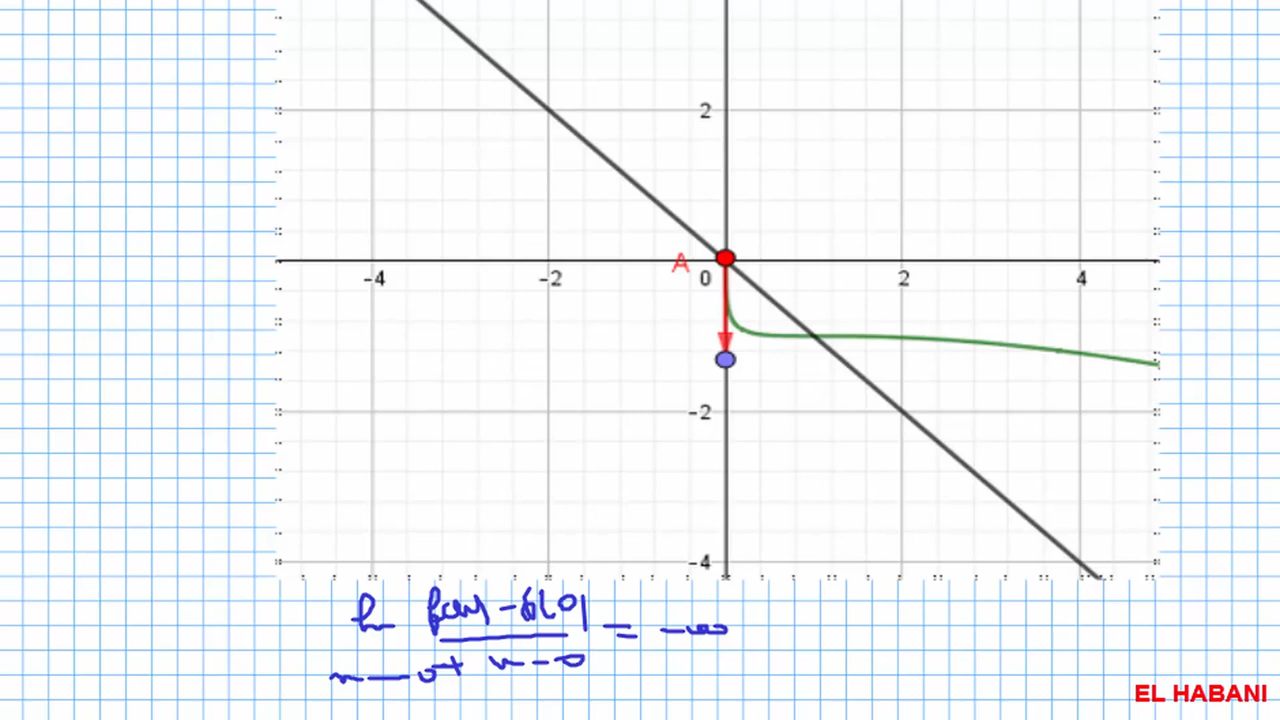 2
A
-4 -2 0 2 4
-2
-4
lim f(x) - f(0) = -∞
x → 0+ x - 0
EL HABANI